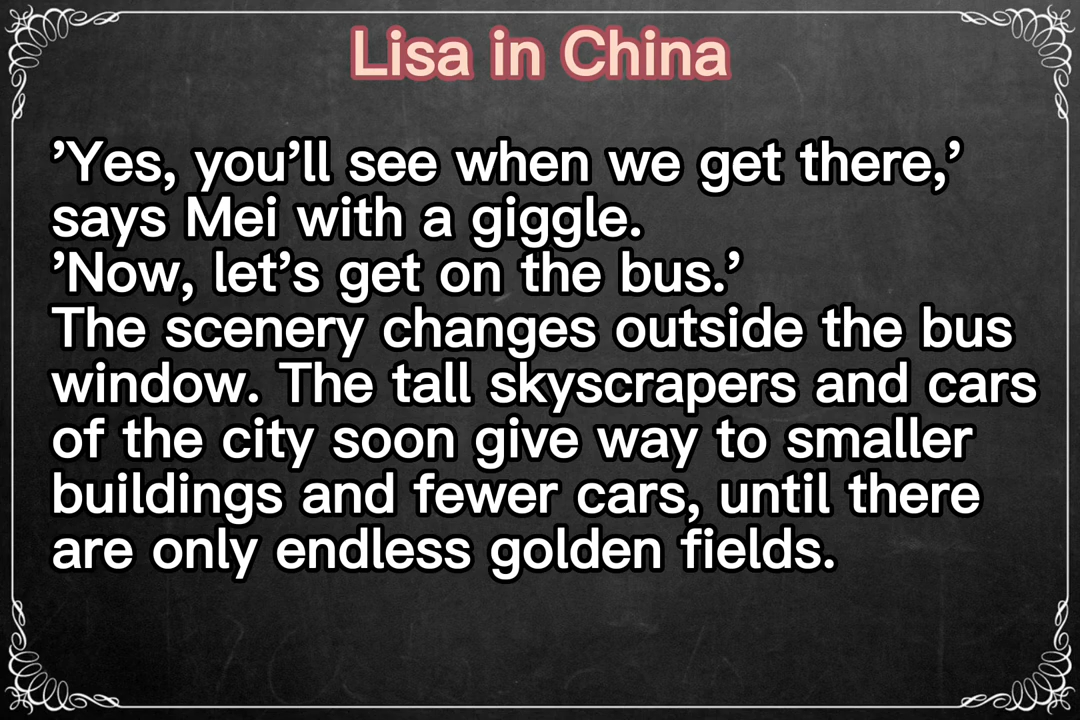 Lisa in China
’Yes, you’ll see when we get there,’
says Mei with a giggle.
’Now, let’s get on the bus.’
The scenery changes outside the bus
window. The tall skyscrapers and cars
of the city soon give way to smaller
buildings and fewer cars, until there
are only endless golden fields.